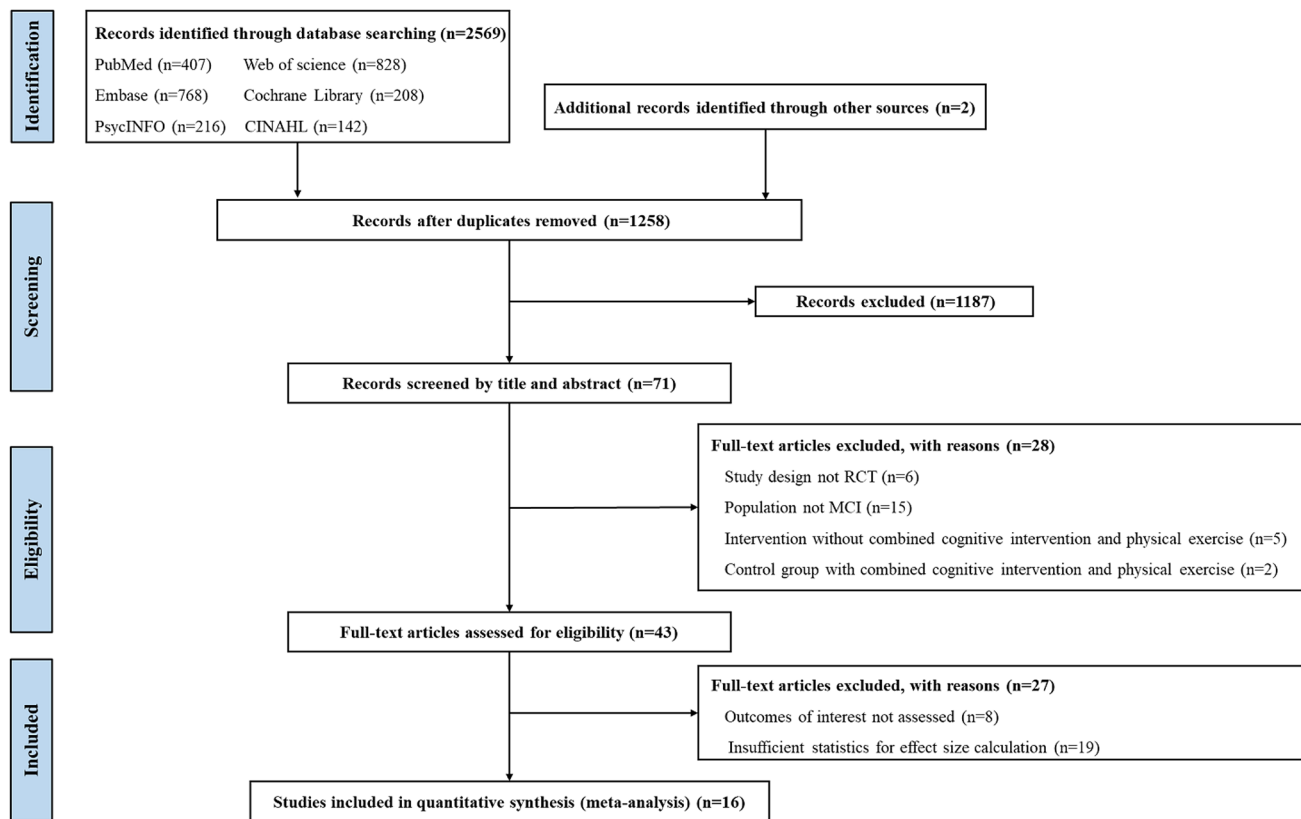 Identification
Records identified through database searching (n=2569)
PubMed (n=407) Web of science (n=828)
Embase (n=768) Cochrane Library (n=208)
PsycINFO (n=216) CINAHL (n=142)
Additional records identified through other sources (n=2)
Screening
Records after duplicates removed (n=1258)
Records excluded (n=1187)
Records screened by title and abstract (n=71)
Eligibility
Full-text articles excluded, with reasons (n=28)
Study design not RCT (n=6)
Population not MCI (n=15)
Intervention without combined cognitive intervention and physical exercise (n=5)
Control group with combined cognitive intervention and physical exercise (n=2)
Full-text articles assessed for eligibility (n=43)
Included
Full-text articles excluded, with reasons (n=27)
Outcomes of interest not assessed (n=8)
Insufficient statistics for effect size calculation (n=19)
Studies included in quantitative synthesis (meta-analysis) (n=16)